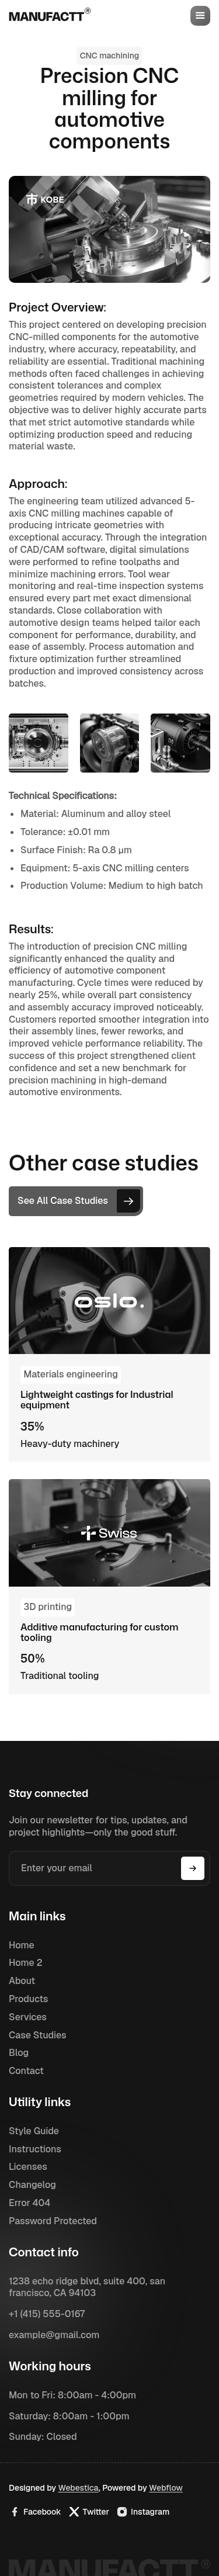 MANUFACTT®
CNC machining
Precision CNC
milling for
automotive
components
KOBE
Project Overview:
This project centered on developing precision
CNC-milled components for the automotive
industry, where accuracy, repeatability, and
reliability are essential. Traditional machining
methods often faced challenges in achieving
consistent tolerances and complex
geometries required by modern vehicles. The
objective was to deliver highly accurate parts
that met strict automotive standards while
optimizing production speed and reducing
material waste.
Approach:
The engineering team utilized advanced 5-
axis CNC milling machines capable of
producing intricate geometries with
exceptional accuracy. Through the integration
of CAD/CAM software, digital simulations
were performed to refine toolpaths and
minimize machining errors. Tool wear
monitoring and real-time inspection systems
ensured every part met exact dimensional
standards. Close collaboration with
automotive design teams helped tailor each
component for performance, durability, and
ease of assembly. Process automation and
fixture optimization further streamlined
production and improved consistency across
batches.
Technical Specifications:
• Material: Aluminum and alloy steel
• Tolerance: ±0.01 mm
• Surface Finish: Ra 0.8 µm
• Equipment: 5-axis CNC milling centers
• Production Volume: Medium to high batch
Results:
The introduction of precision CNC milling
significantly enhanced the quality and
efficiency of automotive component
manufacturing. Cycle times were reduced by
nearly 25%, while overall part consistency
and assembly accuracy improved noticeably.
Customers reported smoother integration into
their assembly lines, fewer reworks, and
improved vehicle performance reliability. The
success of this project strengthened client
confidence and set a new benchmark for
precision machining in high-demand
automotive environments.
Other case studies
See All Case Studies
oslo.
Materials engineering
Lightweight castings for Industrial
equipment
35%
Heavy-duty machinery
Swiss
3D printing
Additive manufacturing for custom
tooling
50%
Traditional tooling
Stay connected
Join our newsletter for tips, updates, and
project highlights—only the good stuff.
Enter your email
Main links
Home
Home 2
About
Products
Services
Case Studies
Blog
Contact
Utility links
Style Guide
Instructions
Licenses
Changelog
Error 404
Password Protected
Contact info
1238 echo ridge blvd, suite 400, san
francisco, CA 94103
+1 (415) 555-0167
example@gmail.com
Working hours
Mon to Fri: 8:00am - 4:00pm
Saturday: 8:00am - 1:00pm
Sunday: Closed
Designed by Webestica, Powered by Webflow
Facebook Twitter Instagram
MANUFACTT®